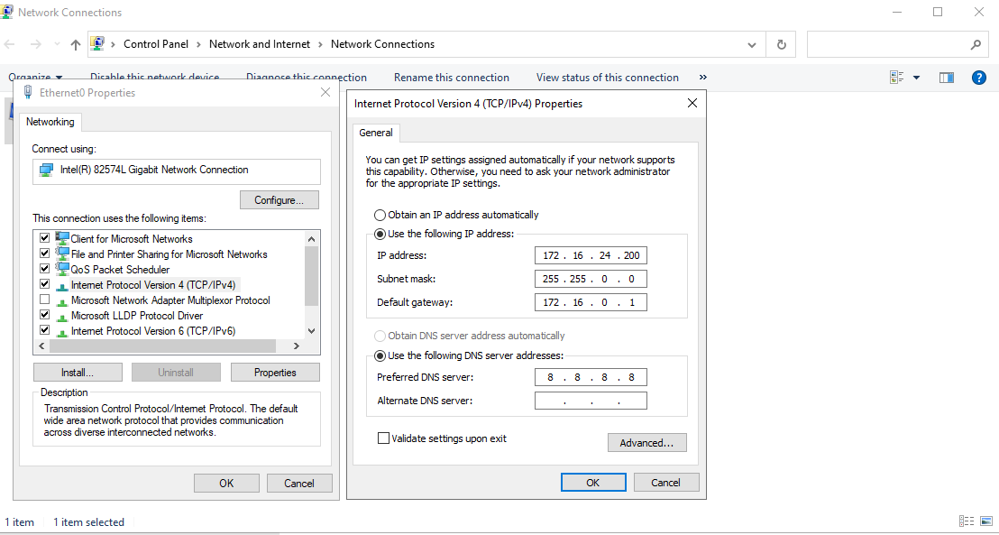 Network Connections
Control Panel > Network and Internet > Network Connections
Organize Disable this network device Diagnose this connection Rename this connection View status of this connection »
Ethernet0 Properties
Networking
Connect using:
Intel(R) 82574L Gigabit Network Connection
Configure...
This connection uses the following items:
Client for Microsoft Networks
File and Printer Sharing for Microsoft Networks
QoS Packet Scheduler
Internet Protocol Version 4 (TCP/IPv4)
Microsoft Network Adapter Multiplexor Protocol
Microsoft LLDP Protocol Driver
Internet Protocol Version 6 (TCP/IPv6)
Install... Uninstall Properties
Description
Transmission Control Protocol/Internet Protocol. The default
wide area network protocol that provides communication
across diverse interconnected networks.
OK Cancel
Internet Protocol Version 4 (TCP/IPv4) Properties
General
You can get IP settings assigned automatically if your network supports
this capability. Otherwise, you need to ask your network administrator
for the appropriate IP settings.
Obtain an IP address automatically
Use the following IP address:
IP address: 172 . 16 . 24 . 200
Subnet mask: 255 . 255 . 0 . 0
Default gateway: 172 . 16 . 0 . 1
Obtain DNS server address automatically
Use the following DNS server addresses:
Preferred DNS server: 8 . 8 . 8 . 8
Alternate DNS server: . . .
Validate settings upon exit
Advanced...
OK Cancel
1 item 1 item selected